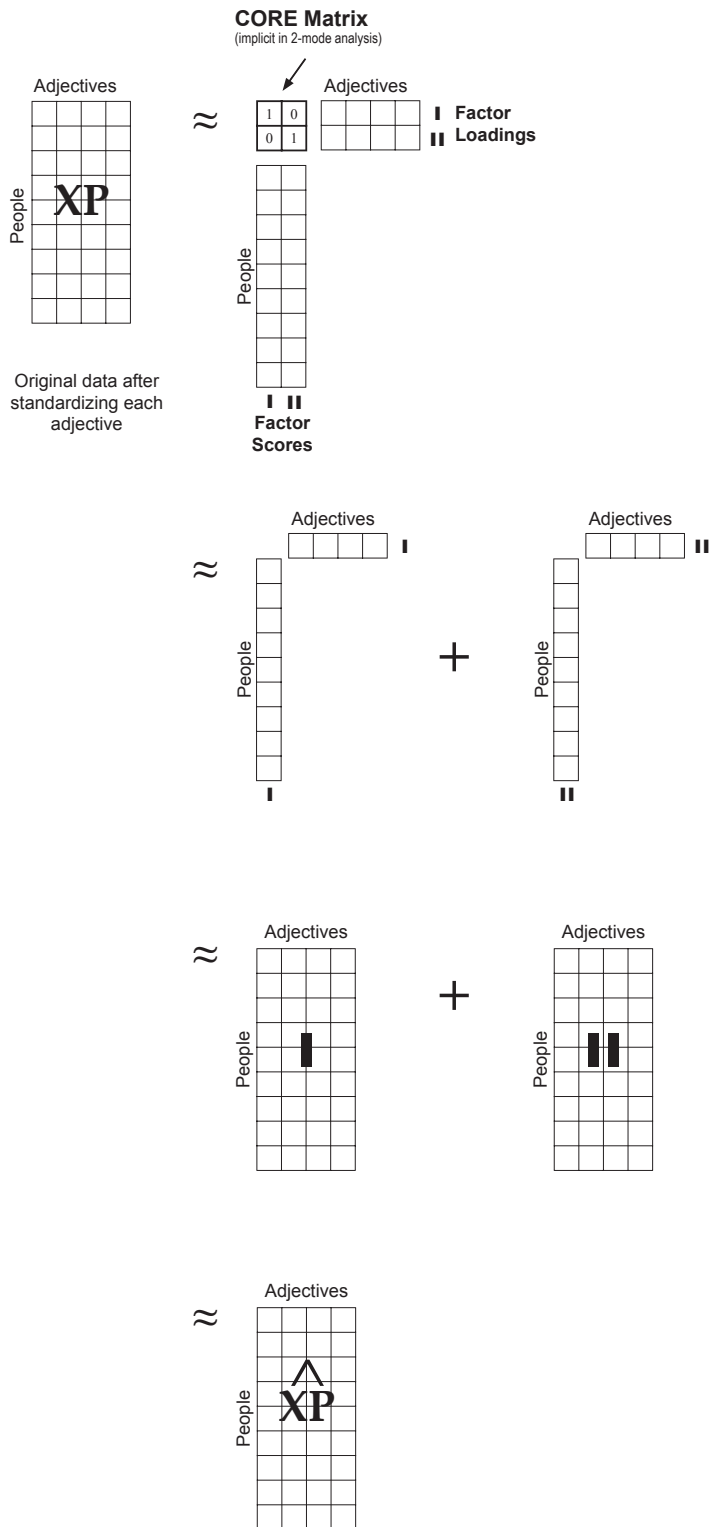 CORE Matrix
(implicit in 2-mode analysis)
Adjectives
≈
1 0
0 1
Adjectives
I Factor
II Loadings
People
XP
People
Original data after
standardizing each
adjective
I II
Factor
Scores
≈
Adjectives
I
People
I
+
Adjectives
II
People
II
≈
Adjectives
People
I
+
Adjectives
People
II
≈
Adjectives
People
^
XP